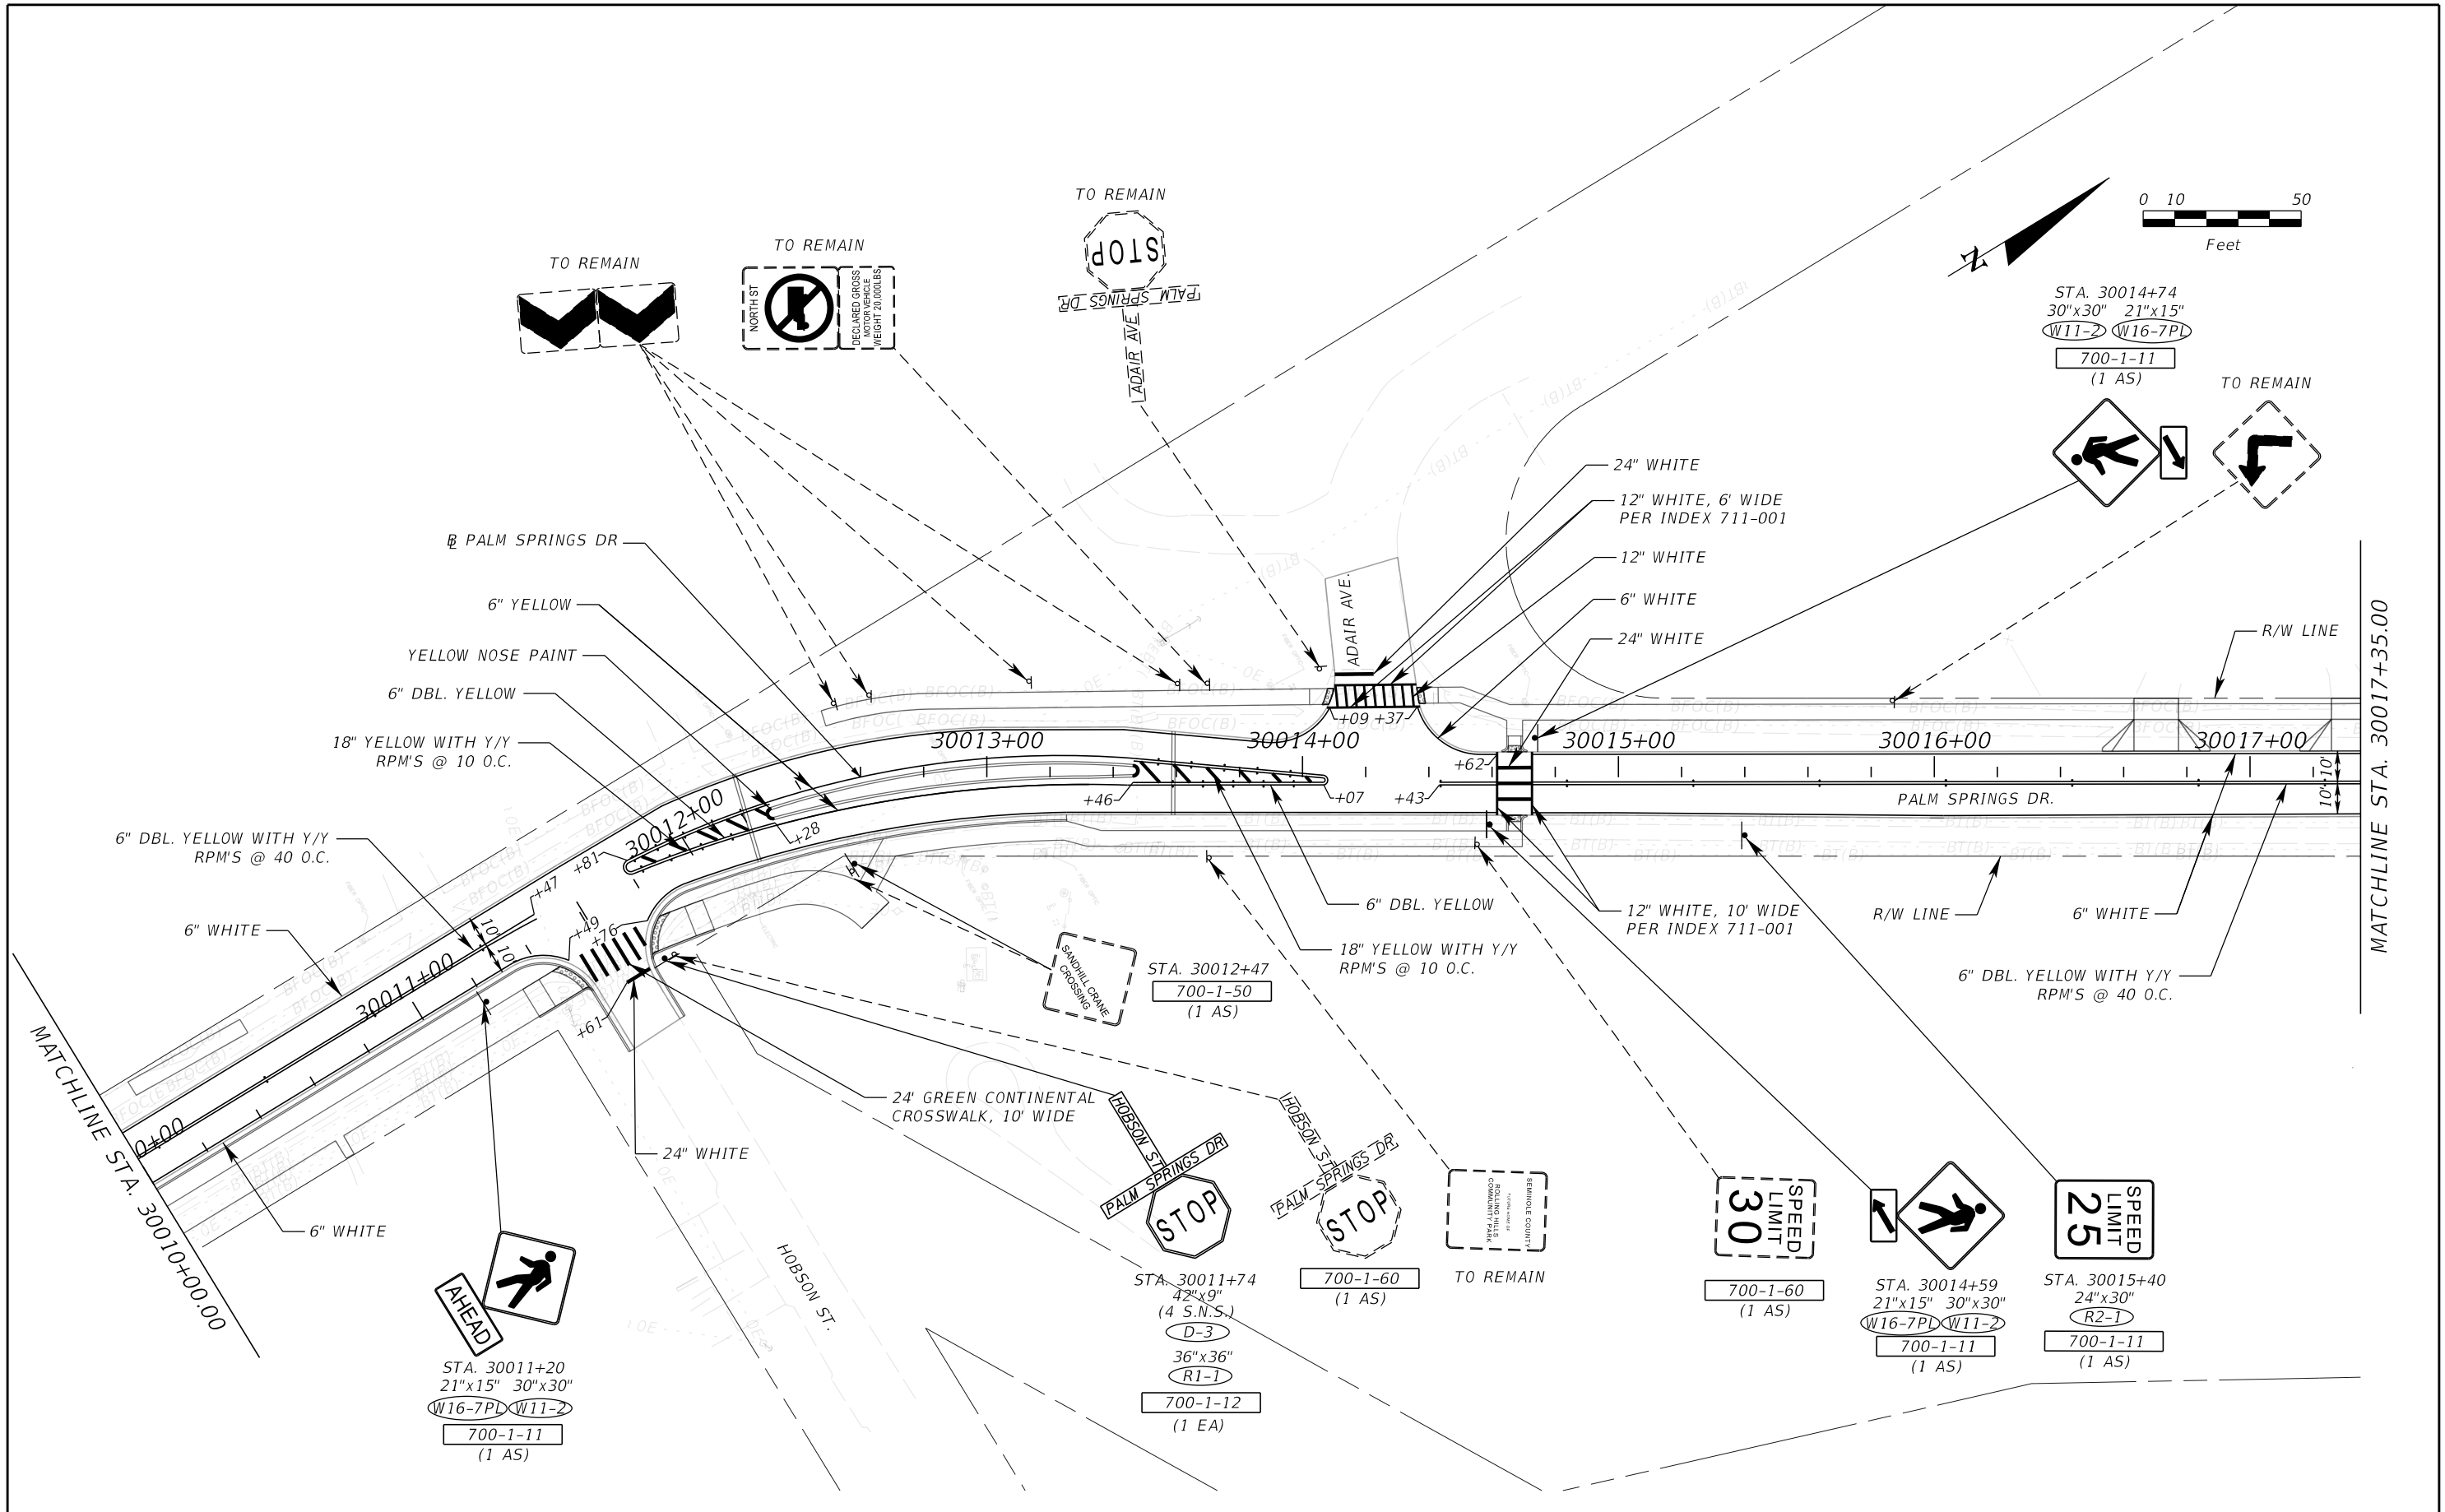 TO REMAIN
TO REMAIN
NORTH ST
DECLARED GROSS
MOTOR VEHICLE
WEIGHT 20,000LBS
TO REMAIN
STOP
PALM SPRINGS DR
ADAIR AVE
N
0 10 50
Feet
STA. 30014+74
30"x30" 21"x15"
W11-2 W16-7PL
700-1-11
(1 AS)
TO REMAIN
24" WHITE
12" WHITE, 6' WIDE
PER INDEX 711-001
12" WHITE
6" WHITE
24" WHITE
R/W LINE
MATCHLINE STA. 30017+35.00
BL PALM SPRINGS DR
6" YELLOW
YELLOW NOSE PAINT
6" DBL. YELLOW
18" YELLOW WITH Y/Y
RPM'S @ 10 O.C.
6" DBL. YELLOW WITH Y/Y
RPM'S @ 40 O.C.
6" WHITE
ADAIR AVE.
+09 +37
30011+00
30012+00
30013+00
30014+00
30015+00
30016+00
30017+00
0+00
+47
+81
+28
+46
+07
+43
+62
+49
+76
+61
10' 10'
10' 10'
PALM SPRINGS DR.
BFOC(B)
BT(B)
OE
MATCHLINE STA. 30010+00.00
6" WHITE
24" WHITE
24' GREEN CONTINENTAL
CROSSWALK, 10' WIDE
HOBSON ST.
SANDHILL CRANE
CROSSING
STA. 30012+47
700-1-50
(1 AS)
6" DBL. YELLOW
18" YELLOW WITH Y/Y
RPM'S @ 10 O.C.
12" WHITE, 10' WIDE
PER INDEX 711-001
R/W LINE
6" WHITE
6" DBL. YELLOW WITH Y/Y
RPM'S @ 40 O.C.
AHEAD
STA. 30011+20
21"x15" 30"x30"
W16-7PL W11-2
700-1-11
(1 AS)
HOBSON ST
PALM SPRINGS DR
STOP
STA. 30011+74
42"x9"
(4 S.N.S.)
D-3
36"x36"
R1-1
700-1-12
(1 EA)
HOBSON ST
PALM SPRINGS DR
STOP
700-1-60
(1 AS)
SEMINOLE COUNTY
FUTURE HOME OF
ROLLING HILLS
COMMUNITY PARK
TO REMAIN
SPEED
LIMIT
30
700-1-60
(1 AS)
STA. 30014+59
21"x15" 30"x30"
W16-7PL W11-2
700-1-11
(1 AS)
SPEED
LIMIT
25
STA. 30015+40
24"x30"
R2-1
700-1-11
(1 AS)